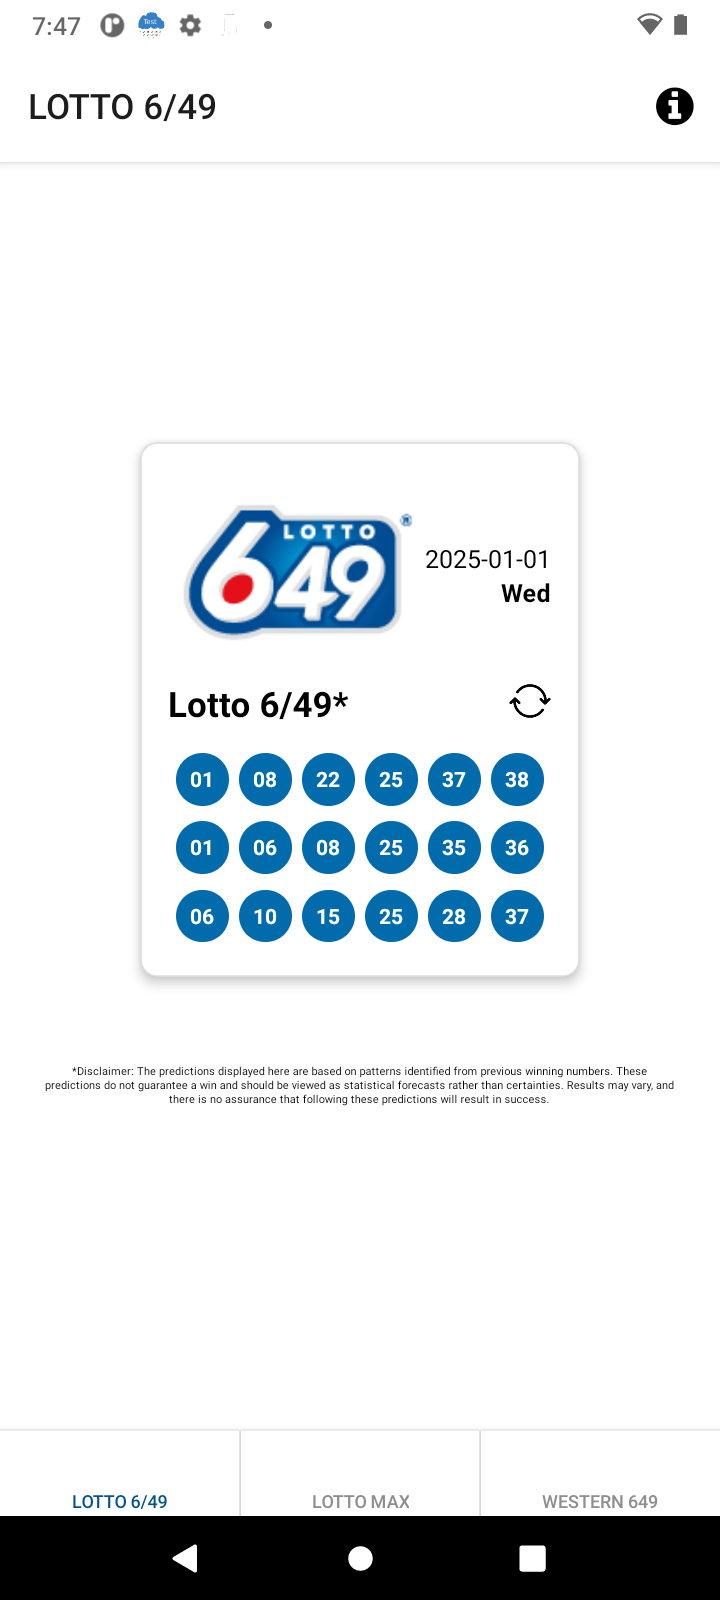 7:47
Test
LOTTO 6/49
LOTTO
649
2025-01-01
Wed
Lotto 6/49*
01 08 22 25 37 38
01 06 08 25 35 36
06 10 15 25 28 37
*Disclaimer: The predictions displayed here are based on patterns identified from previous winning numbers. These
predictions do not guarantee a win and should be viewed as statistical forecasts rather than certainties. Results may vary, and
there is no assurance that following these predictions will result in success.
LOTTO 6/49 LOTTO MAX WESTERN 649